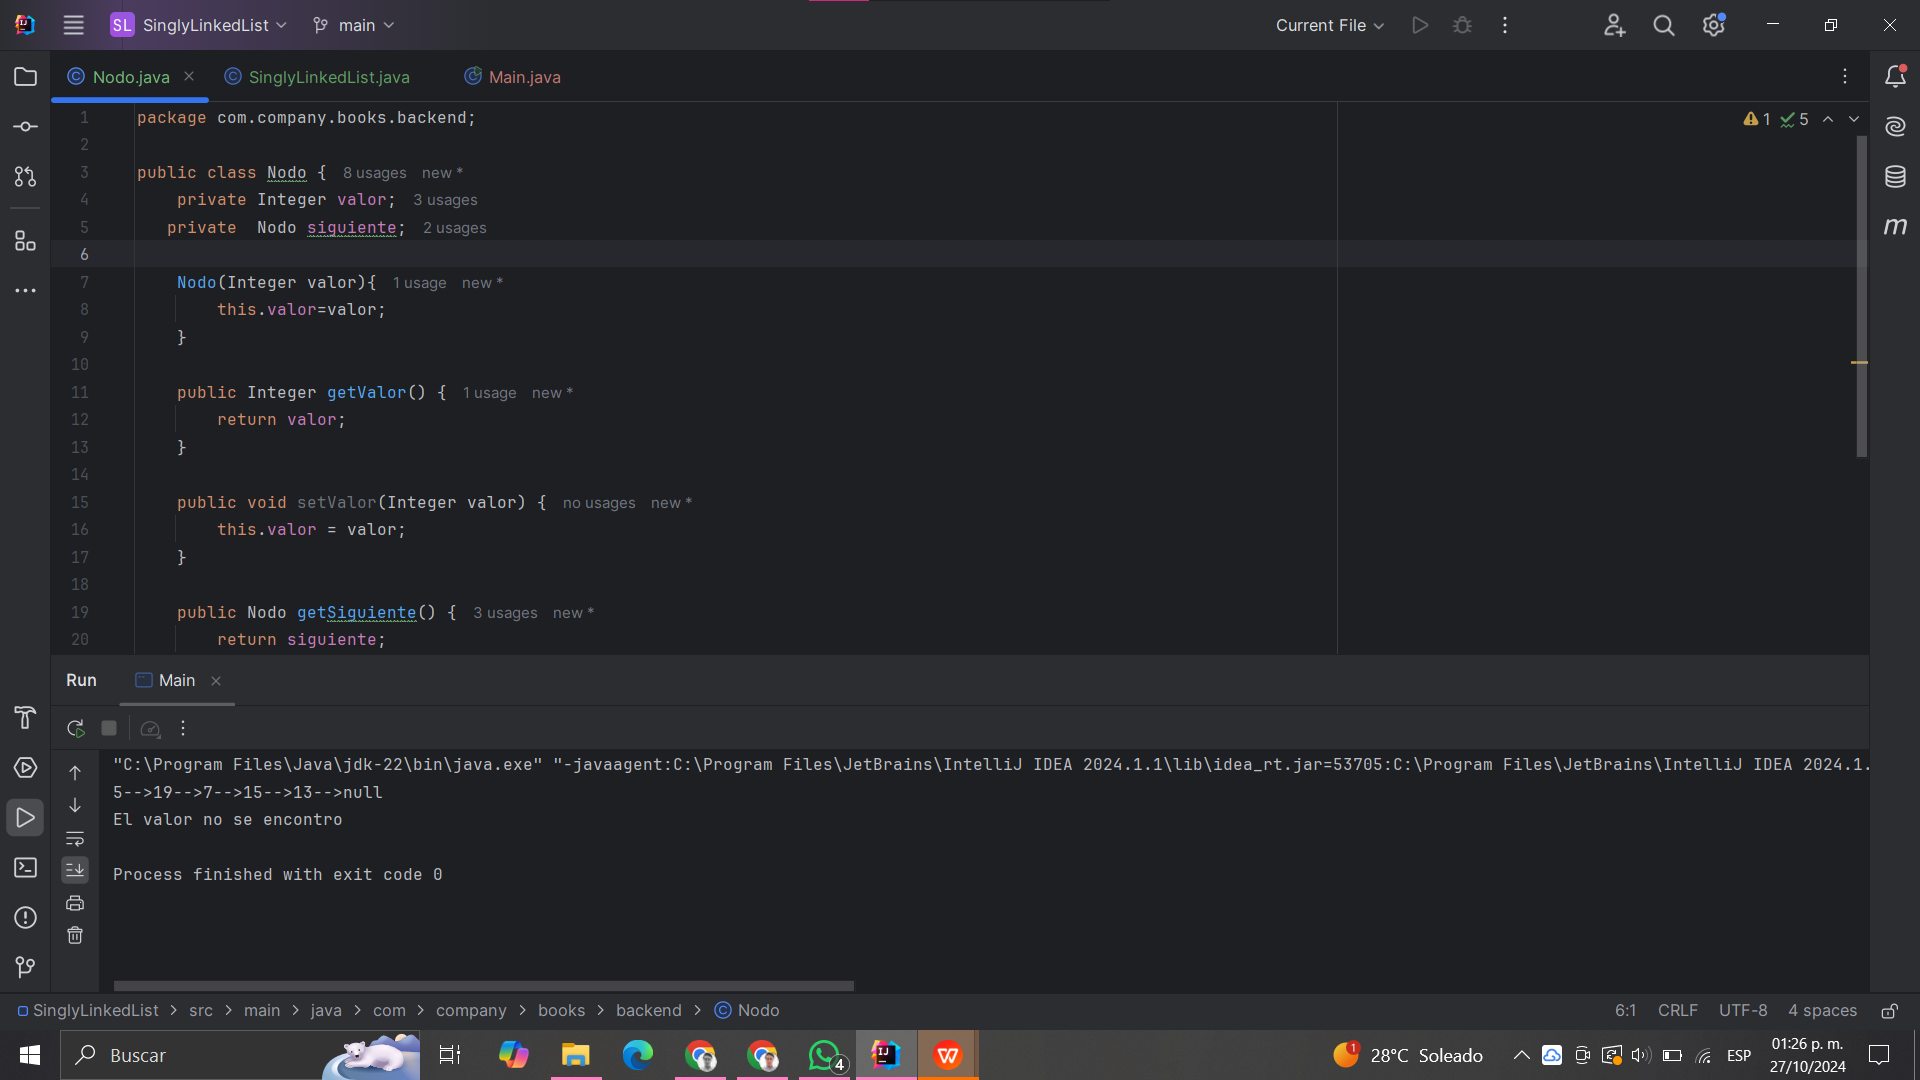 SL SinglyLinkedList main Current File
Nodo.java SinglyLinkedList.java Main.java
1 package com.company.books.backend; 1 5
2
3 public class Nodo { 8 usages new *
4 private Integer valor; 3 usages
5 private Nodo siguiente; 2 usages
6
7 Nodo(Integer valor){ 1 usage new *
8 this.valor=valor;
9 }
10
11 public Integer getValor() { 1 usage new *
12 return valor;
13 }
14
15 public void setValor(Integer valor) { no usages new *
16 this.valor = valor;
17 }
18
19 public Nodo getSiguiente() { 3 usages new *
20 return siguiente;
Run Main
"C:\Program Files\Java\jdk-22\bin\java.exe" "-javaagent:C:\Program Files\JetBrains\IntelliJ IDEA 2024.1.1\lib\idea_rt.jar=53705:C:\Program Files\JetBrains\IntelliJ IDEA 2024.1.
5-->19-->7-->15-->13-->null
El valor no se encontro
Process finished with exit code 0
SinglyLinkedList > src > main > java > com > company > books > backend > Nodo 6:1 CRLF UTF-8 4 spaces
Buscar 4 1 28°C Soleado ESP 01:26 p. m.
27/10/2024